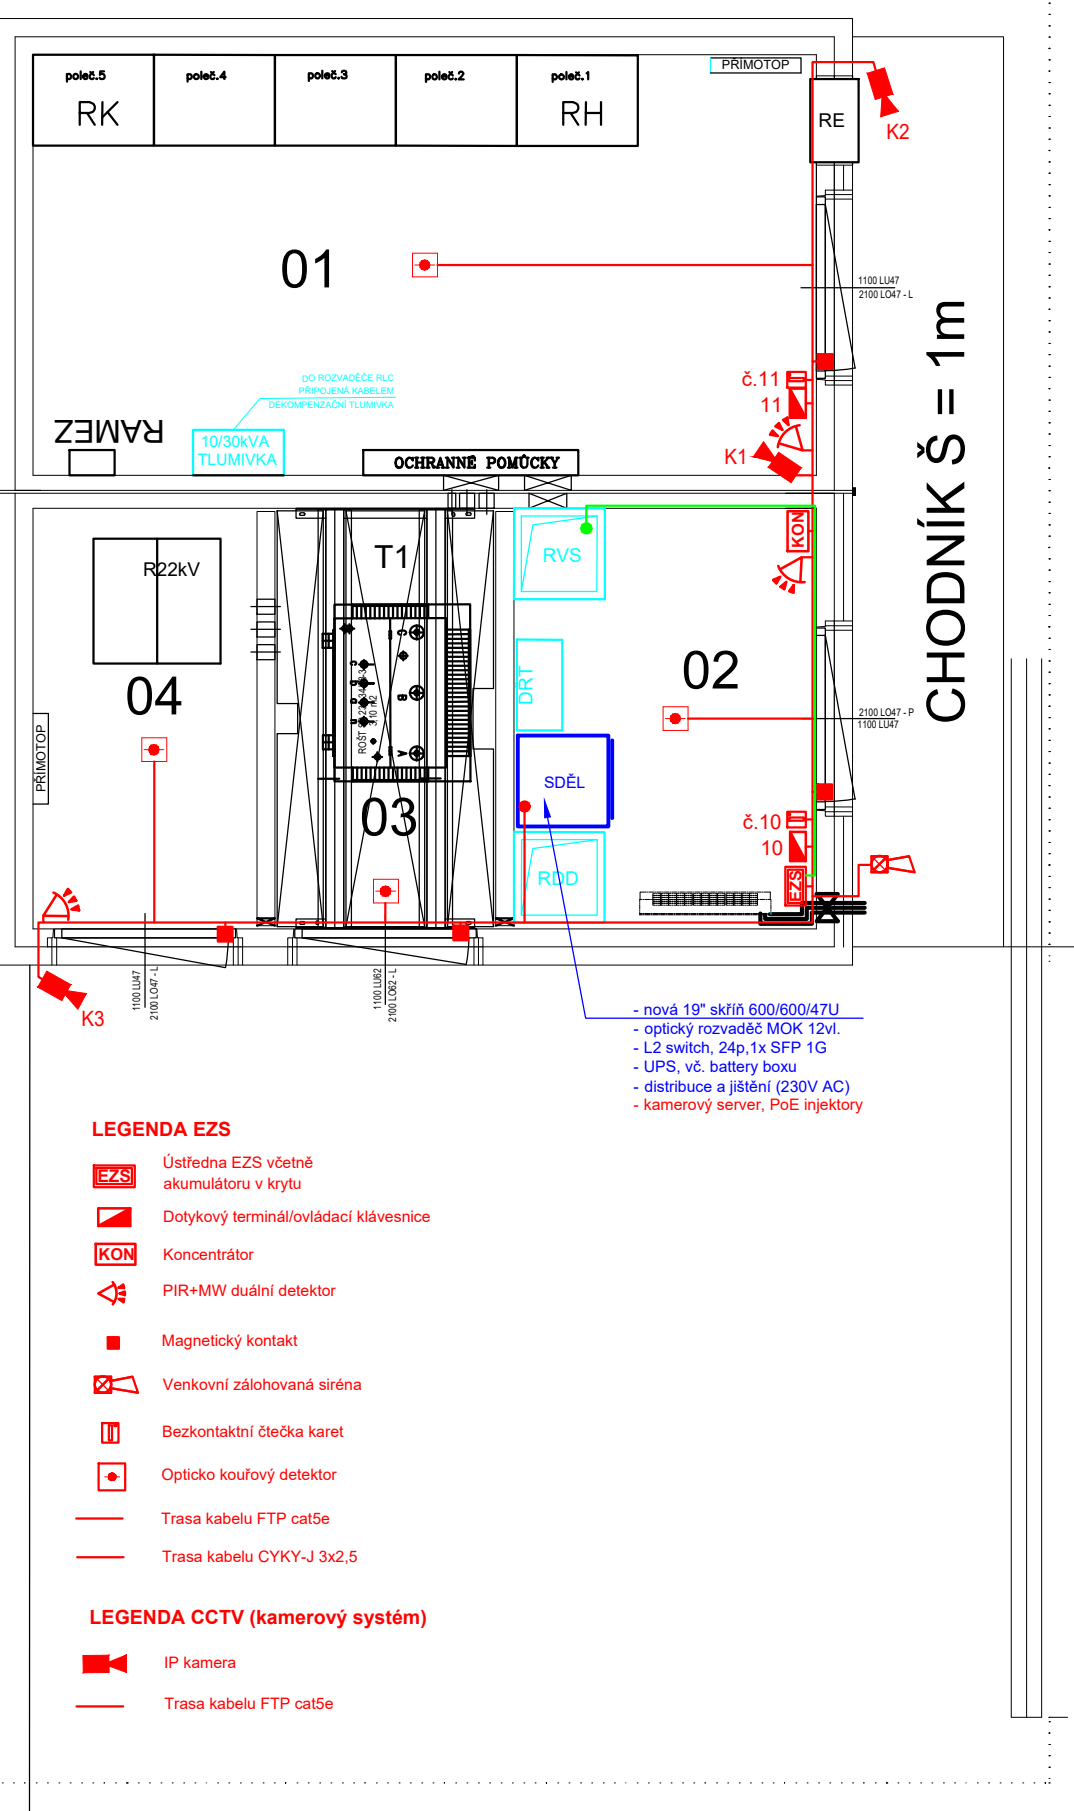 poleč.5
poleč.4
poleč.3
poleč.2
poleč.1
RK
RH
PŘÍMOTOP
RE
K2
01
1100 LU47
2100 LO47 - L
CHODNÍK Š = 1m
DO ROZVADĚČE RLC
PŘIPOJENÁ KABELEM
DEKOMPENZAČNÍ TLUMIVKA
č.11
11
RAMEZ
10/30kVA
TLUMIVKA
OCHRANNÉ POMŮCKY
K1
KON
RVS
T1
R22kV
C
B
A
02
04
DRT
2100 LO47 - P
1100 LU47
PŘÍMOTOP
SDĚL
03
č.10
10
EZS
RDD
1100 LU47
2100 LO47 - L
1100 LU62
2100 LO62 - L
K3
- nová 19" skříň 600/600/47U
- optický rozvaděč MOK 12vl.
- L2 switch, 24p,1x SFP 1G
- UPS, vč. battery boxu
- distribuce a jištění (230V AC)
- kamerový server, PoE injektory
LEGENDA EZS
EZS
Ústředna EZS včetně
akumulátoru v krytu
Dotykový terminál/ovládací klávesnice
KON
Koncentrátor
PIR+MW duální detektor
Magnetický kontakt
Venkovní zálohovaná siréna
Bezkontaktní čtečka karet
Opticko kouřový detektor
Trasa kabelu FTP cat5e
Trasa kabelu CYKY-J 3x2,5
LEGENDA CCTV (kamerový systém)
IP kamera
Trasa kabelu FTP cat5e